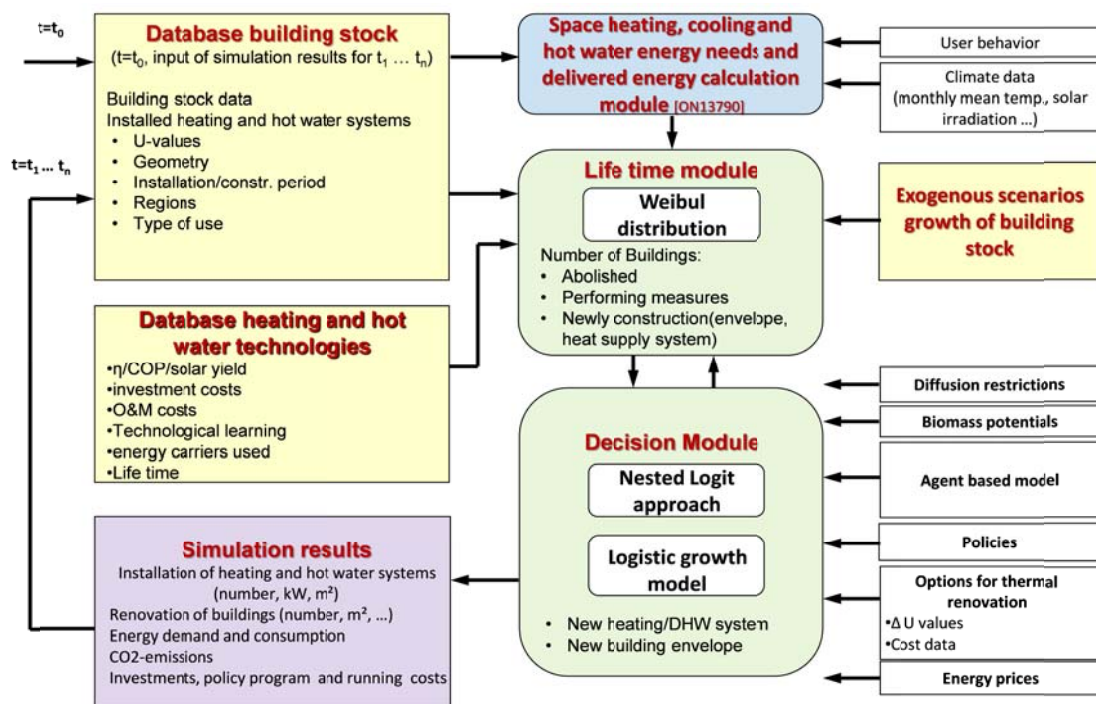 t=t0
Database building stock
(t=t0, input of simulation results for t1 ... tn)
Building stock data
Installed heating and hot water systems
• U-values
• Geometry
• Installation/constr. period
• Regions
• Type of use
t=t1 ... tn
Database heating and hot
water technologies
•η/COP/solar yield
•investment costs
•O&M costs
•Technological learning
•energy carriers used
•Life time
Simulation results
Installation of heating and hot water systems
(number, kW, m²)
Renovation of buildings (number, m², ...)
Energy demand and consumption
CO2-emissions
Investments, policy program and running costs
Space heating, cooling and
hot water energy needs and
delivered energy calculation
module [ON13790]
Life time module
Weibul
distribution
Number of Buildings:
• Abolished
• Performing measures
• Newly construction(envelope,
heat supply system)
Decision Module
Nested Logit
approach
Logistic growth
model
• New heating/DHW system
• New building envelope
User behavior
Climate data
(monthly mean temp., solar
irradiation ...)
Exogenous scenarios
growth of building
stock
Diffusion restrictions
Biomass potentials
Agent based model
Policies
Options for thermal
renovation
•Δ U values
•Cost data
Energy prices